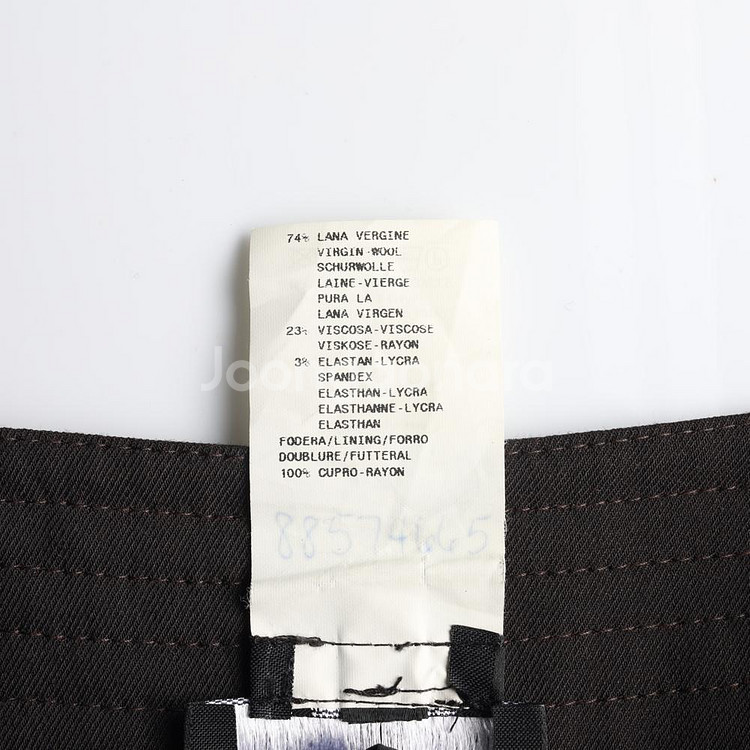 74% LANA VERGINE
VIRGIN-WOOL
SCHURWOLLE
LAINE-VIERGE
PURA LA
LANA VIRGEN
23% VISCOSA-VISCOSE
VISKOSE-RAYON
3% ELASTAN-LYCRA
SPANDEX
ELASTHAN-LYCRA
ELASTHANNE-LYCRA
ELASTHAN
FODERA/LINING/FORRO
DOUBLURE/FUTTERAL
100% CUPRO-RAYON
88574665